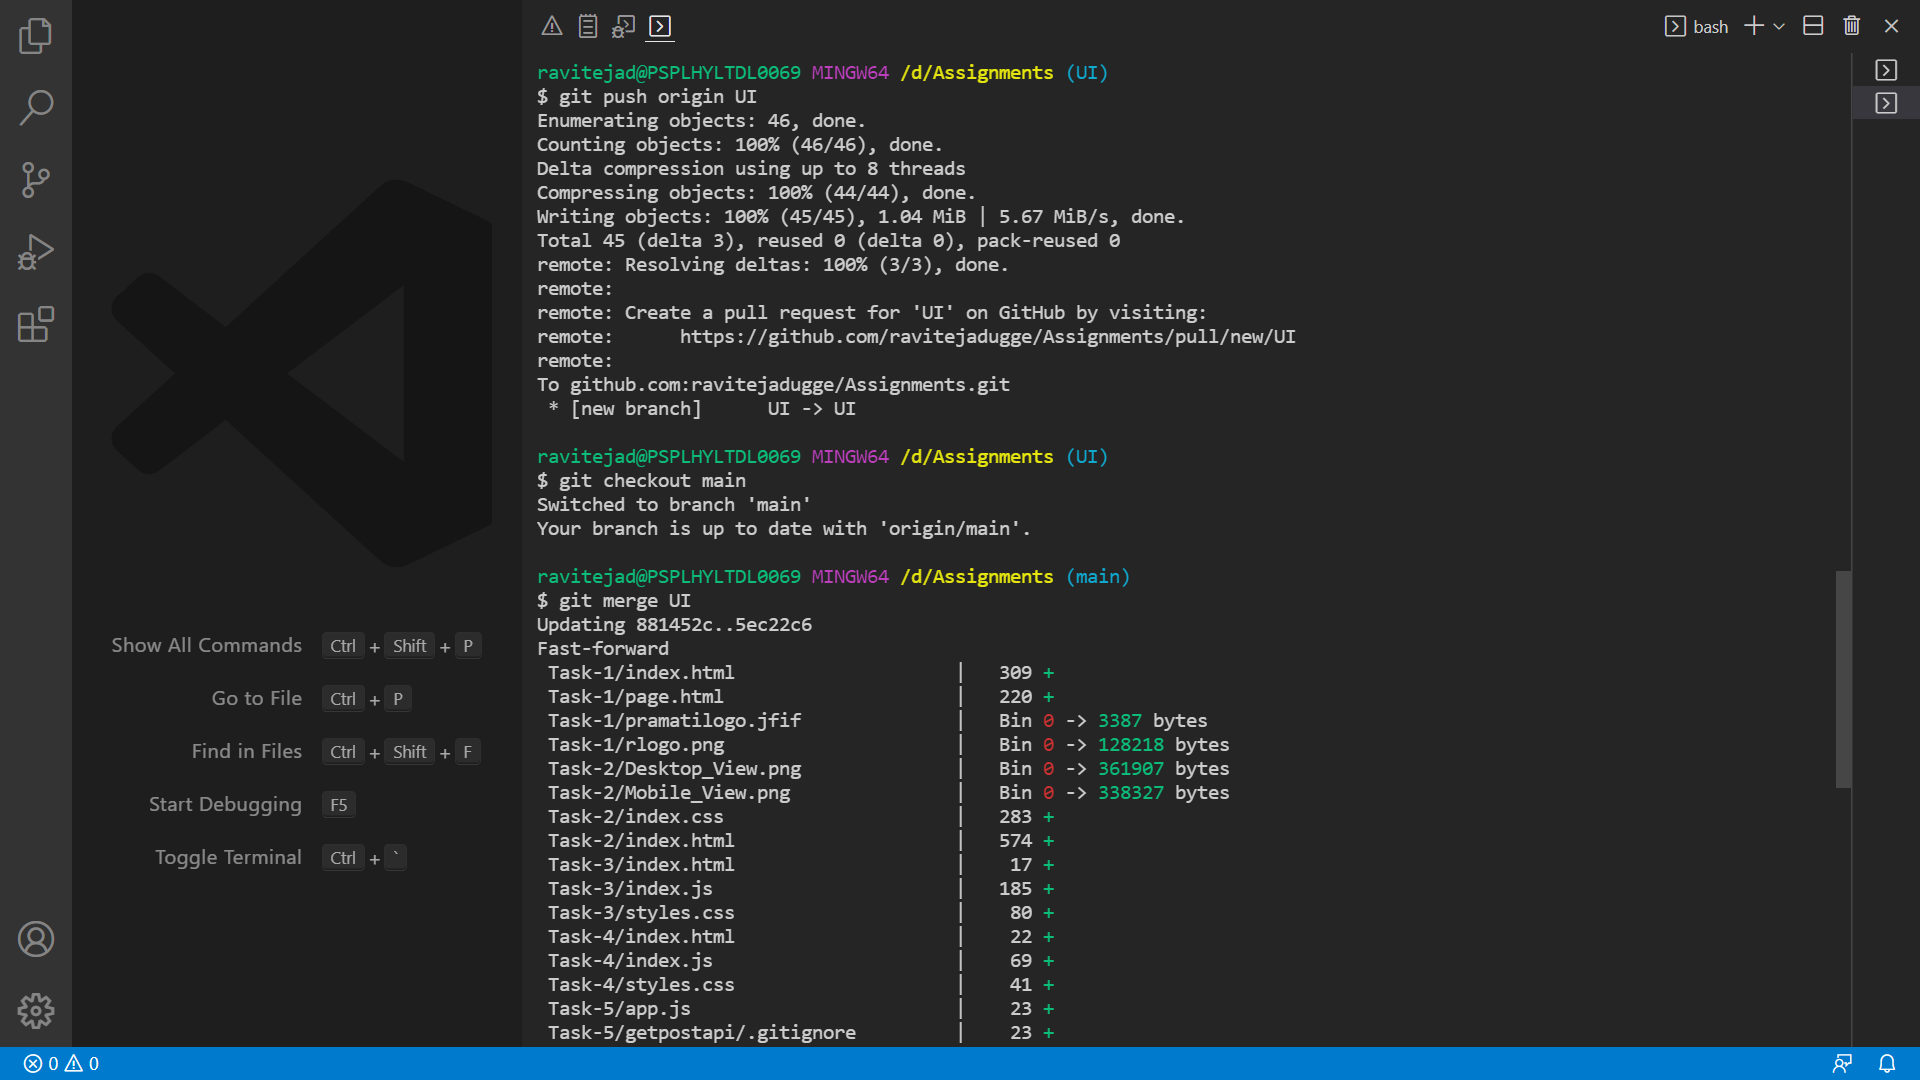 bash
ravitejad@PSPLHYLTDL0069 MINGW64 /d/Assignments (UI)
$ git push origin UI
Enumerating objects: 46, done.
Counting objects: 100% (46/46), done.
Delta compression using up to 8 threads
Compressing objects: 100% (44/44), done.
Writing objects: 100% (45/45), 1.04 MiB | 5.67 MiB/s, done.
Total 45 (delta 3), reused 0 (delta 0), pack-reused 0
remote: Resolving deltas: 100% (3/3), done.
remote:
remote: Create a pull request for 'UI' on GitHub by visiting:
remote:      https://github.com/ravitejadugge/Assignments/pull/new/UI
remote:
To github.com:ravitejadugge/Assignments.git
 * [new branch]      UI -> UI
ravitejad@PSPLHYLTDL0069 MINGW64 /d/Assignments (UI)
$ git checkout main
Switched to branch 'main'
Your branch is up to date with 'origin/main'.
ravitejad@PSPLHYLTDL0069 MINGW64 /d/Assignments (main)
$ git merge UI
Updating 881452c..5ec22c6
Fast-forward
 Task-1/index.html                    |   309 +
 Task-1/page.html                     |   220 +
 Task-1/pramatilogo.jfif              |   Bin 0 -> 3387 bytes
 Task-1/rlogo.png                     |   Bin 0 -> 128218 bytes
 Task-2/Desktop_View.png              |   Bin 0 -> 361907 bytes
 Task-2/Mobile_View.png               |   Bin 0 -> 338327 bytes
 Task-2/index.css                     |   283 +
 Task-2/index.html                    |   574 +
 Task-3/index.html                    |    17 +
 Task-3/index.js                      |   185 +
 Task-3/styles.css                    |    80 +
 Task-4/index.html                    |    22 +
 Task-4/index.js                      |    69 +
 Task-4/styles.css                    |    41 +
 Task-5/app.js                        |    23 +
 Task-5/getpostapi/.gitignore         |    23 +
Show All Commands Ctrl + Shift + P
Go to File Ctrl + P
Find in Files Ctrl + Shift + F
Start Debugging F5
Toggle Terminal Ctrl + `
0 0